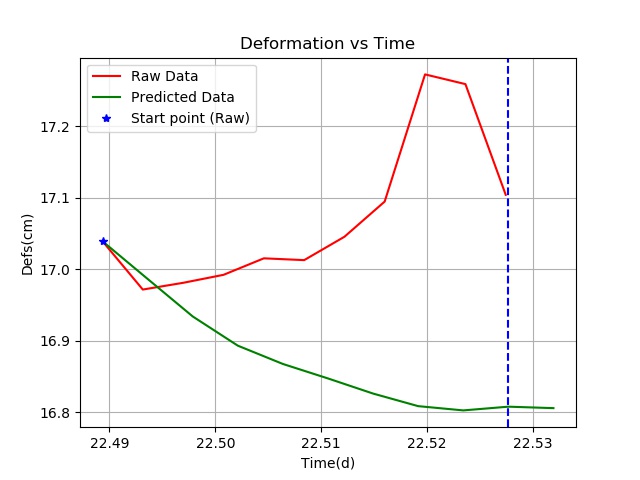 Deformation vs Time
Raw Data
Predicted Data
Start point (Raw)
17.2
17.1
17.0
16.9
16.8
Defs(cm)
22.49 22.50 22.51 22.52 22.53
Time(d)